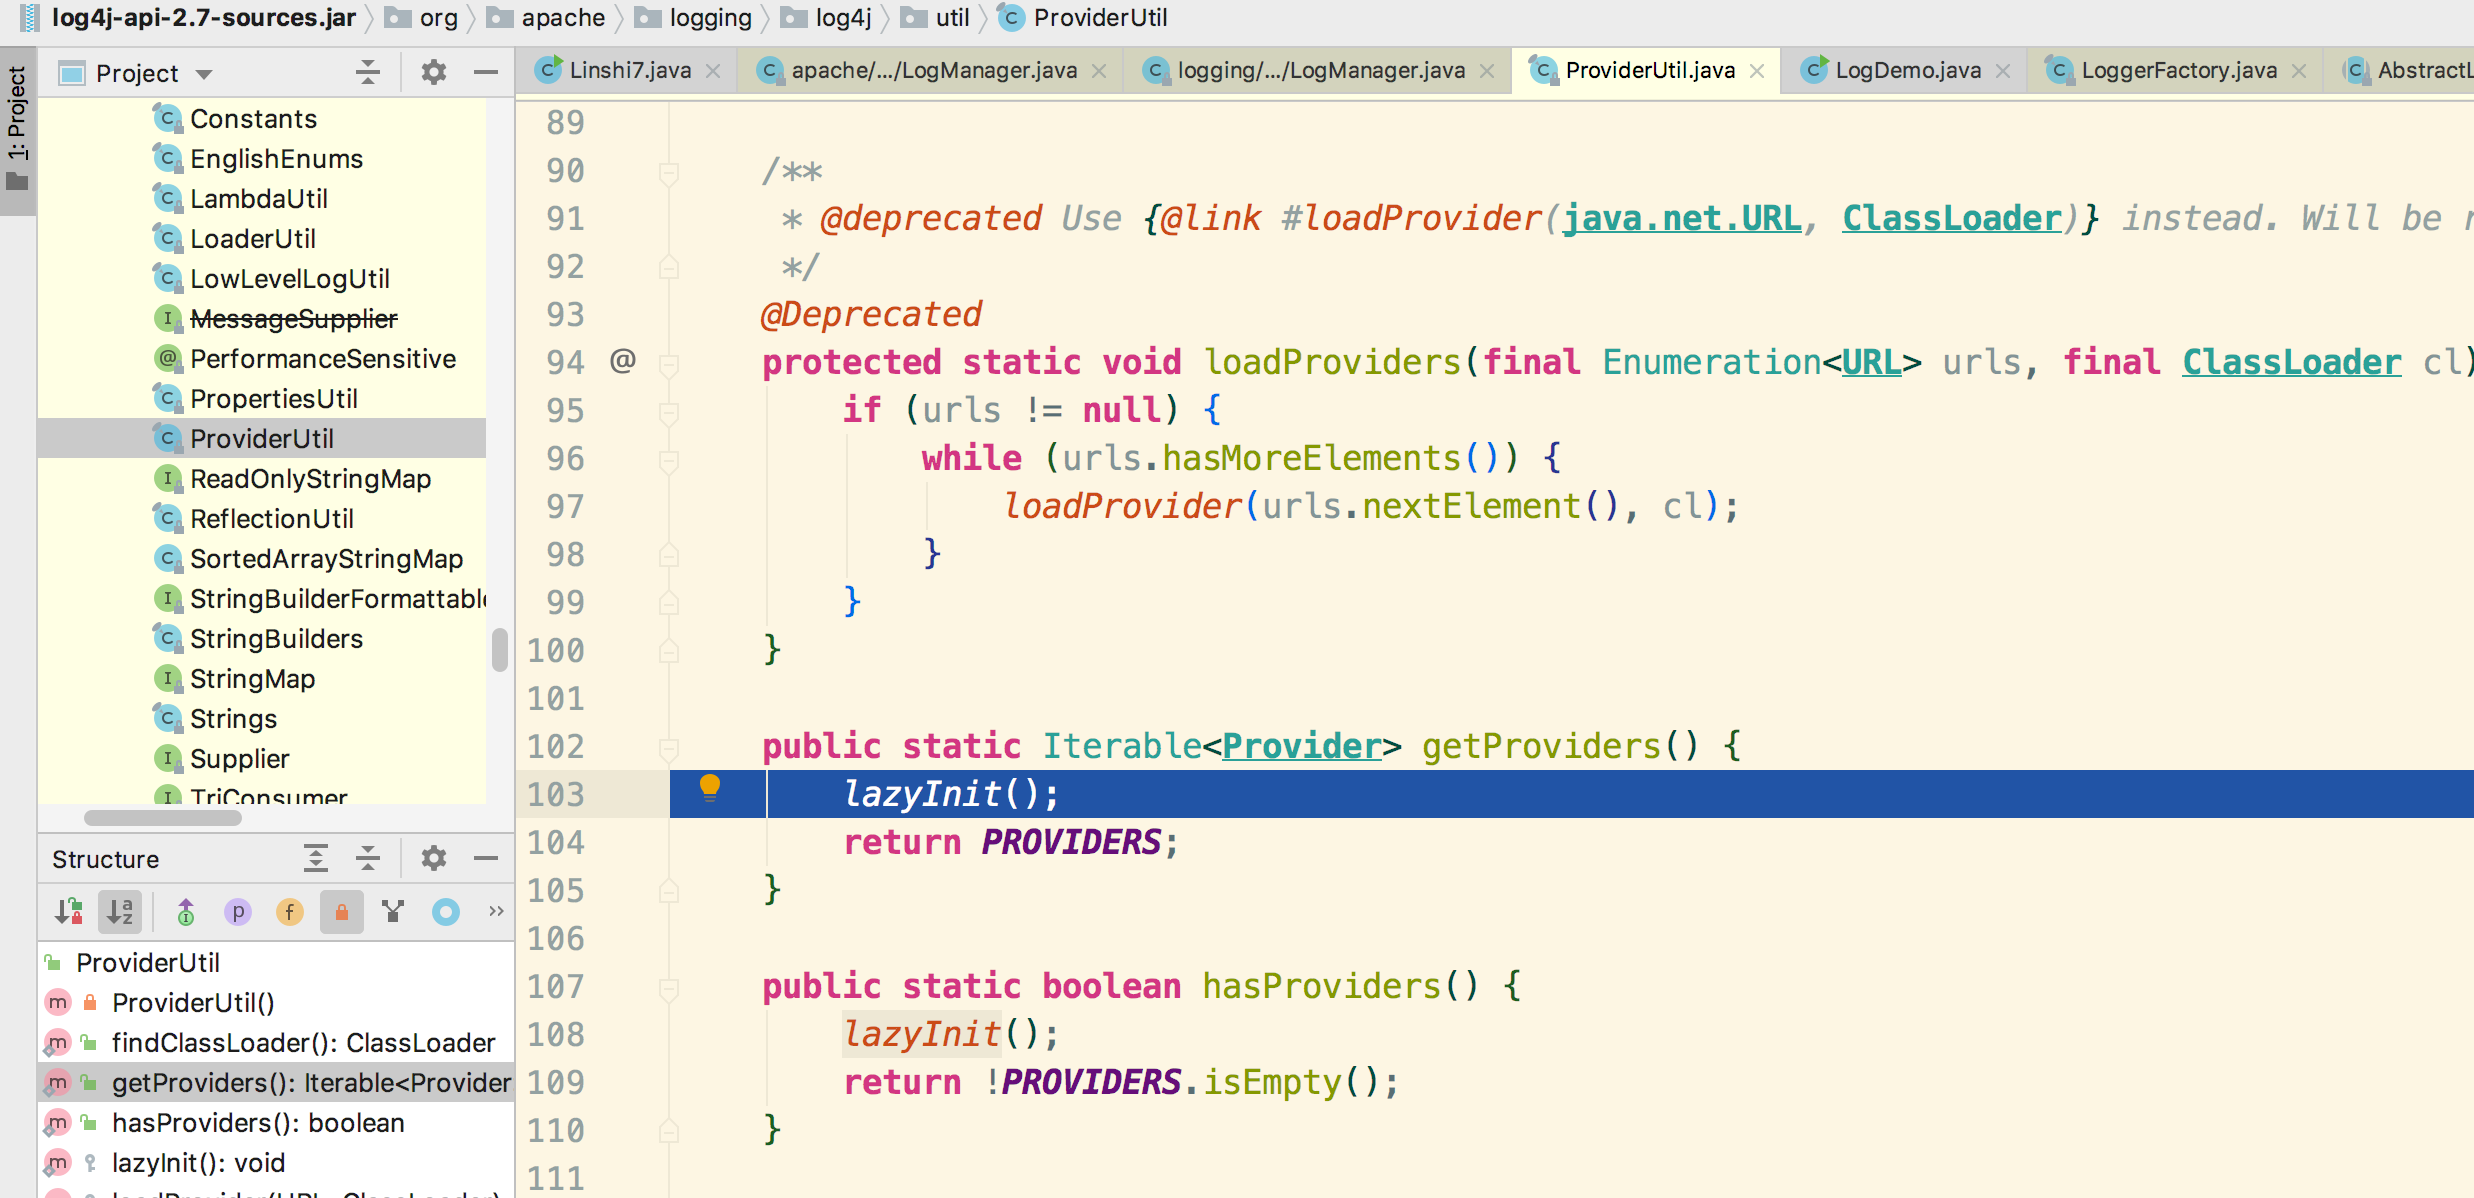 log4j-api-2.7-sources.jar org apache logging log4j util ProviderUtil
1: Project
Project
Linshi7.java apache/.../LogManager.java logging/.../LogManager.java ProviderUtil.java LogDemo.java LoggerFactory.java AbstractL
Constants
EnglishEnums
LambdaUtil
LoaderUtil
LowLevelLogUtil
MessageSupplier
PerformanceSensitive
PropertiesUtil
ProviderUtil
ReadOnlyStringMap
ReflectionUtil
SortedArrayStringMap
StringBuilderFormattable
StringBuilders
StringMap
Strings
Supplier
TriConsumer
Structure
ProviderUtil
ProviderUtil()
findClassLoader(): ClassLoader
getProviders(): Iterable<Provider
hasProviders(): boolean
lazyInit(): void
loadProvider(URL, ClassLoader)
89
90 /**
91 * @deprecated Use {@link #loadProvider(java.net.URL, ClassLoader)} instead. Will be
92 */
93 @Deprecated
94 @ protected static void loadProviders(final Enumeration<URL> urls, final ClassLoader cl)
95 if (urls != null) {
96 while (urls.hasMoreElements()) {
97 loadProvider(urls.nextElement(), cl);
98 }
99 }
100 }
101
102 public static Iterable<Provider> getProviders() {
103 lazyInit();
104 return PROVIDERS;
105 }
106
107 public static boolean hasProviders() {
108 lazyInit();
109 return !PROVIDERS.isEmpty();
110 }
111